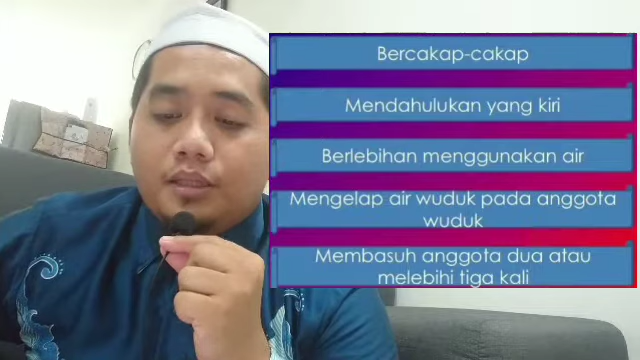 Bercakap-cakap
Mendahulukan yang kiri
Berlebihan menggunakan air
Mengelap air wuduk pada anggota
wuduk
Membasuh anggota dua atau
melebihi tiga kali